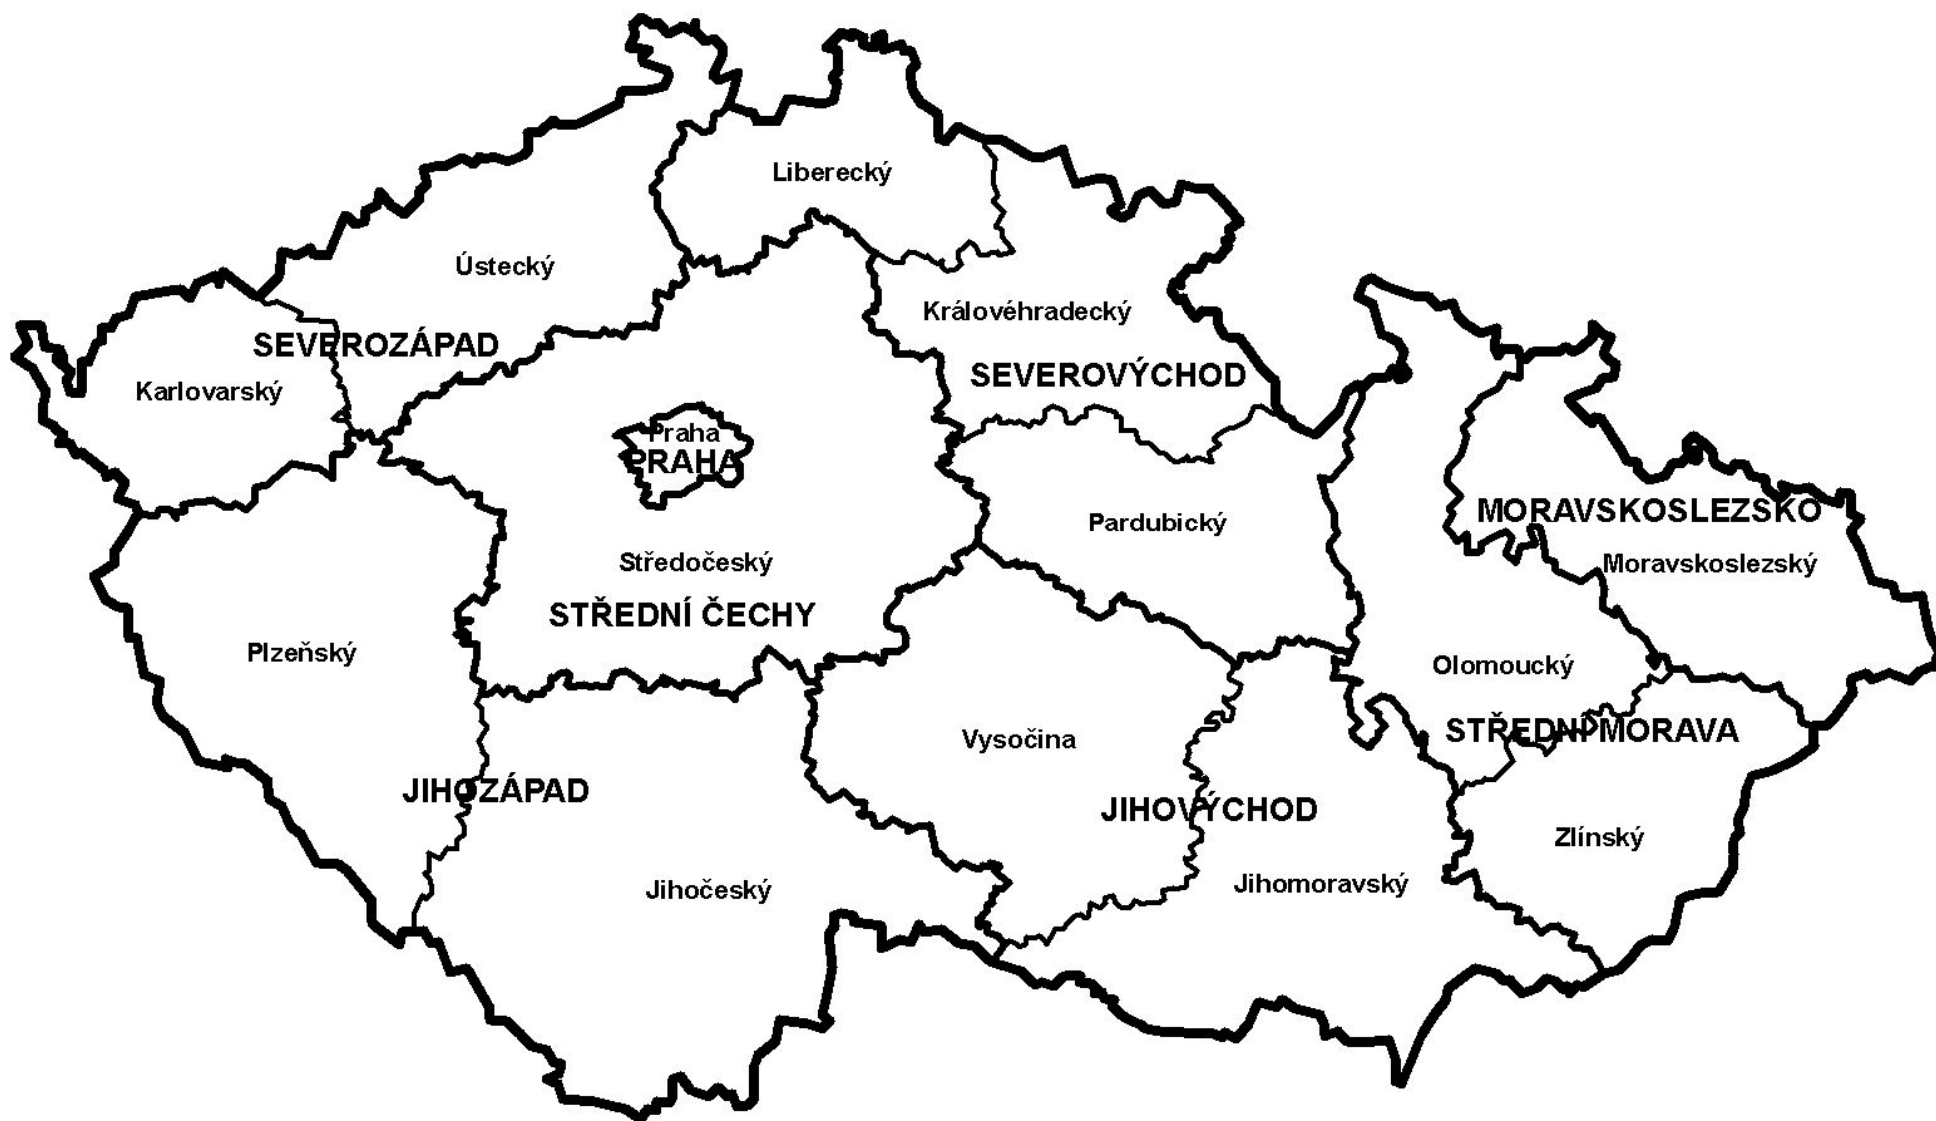 Liberecký
Ústecký
Královéhradecký
SEVEROZÁPAD
SEVEROVÝCHOD
Karlovarský
Praha
PRAHA
MORAVSKOSLEZSKO
Pardubický
Středočeský
Moravskoslezský
STŘEDNÍ ČECHY
Plzeňský
Olomoucký
STŘEDNÍ MORAVA
Vysočina
JIHOZÁPAD
JIHOVÝCHOD
Zlínský
Jihočeský
Jihomoravský